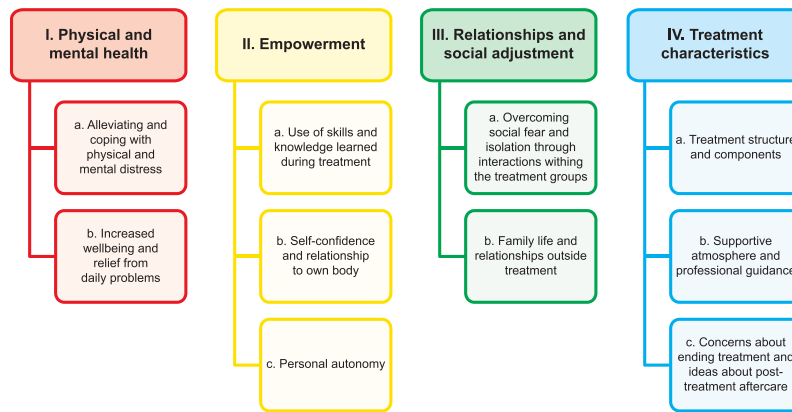 I. Physical and
mental health
a. Alleviating and
coping with
physical and
mental distress
b. Increased
wellbeing and
relief from
daily problems
II. Empowerment
a. Use of skills and
knowledge learned
during treatment
b. Self-confidence
and relationship
to own body
c. Personal autonomy
III. Relationships and
social adjustment
a. Overcoming
social fear and
isolation through
interactions withing
the treatment groups
b. Family life and
relationships outside
treatment
IV. Treatment
characteristics
a. Treatment structure
and components
b. Supportive
atmosphere and
professional guidance
c. Concerns about
ending treatment and
ideas about post-
treatment aftercare